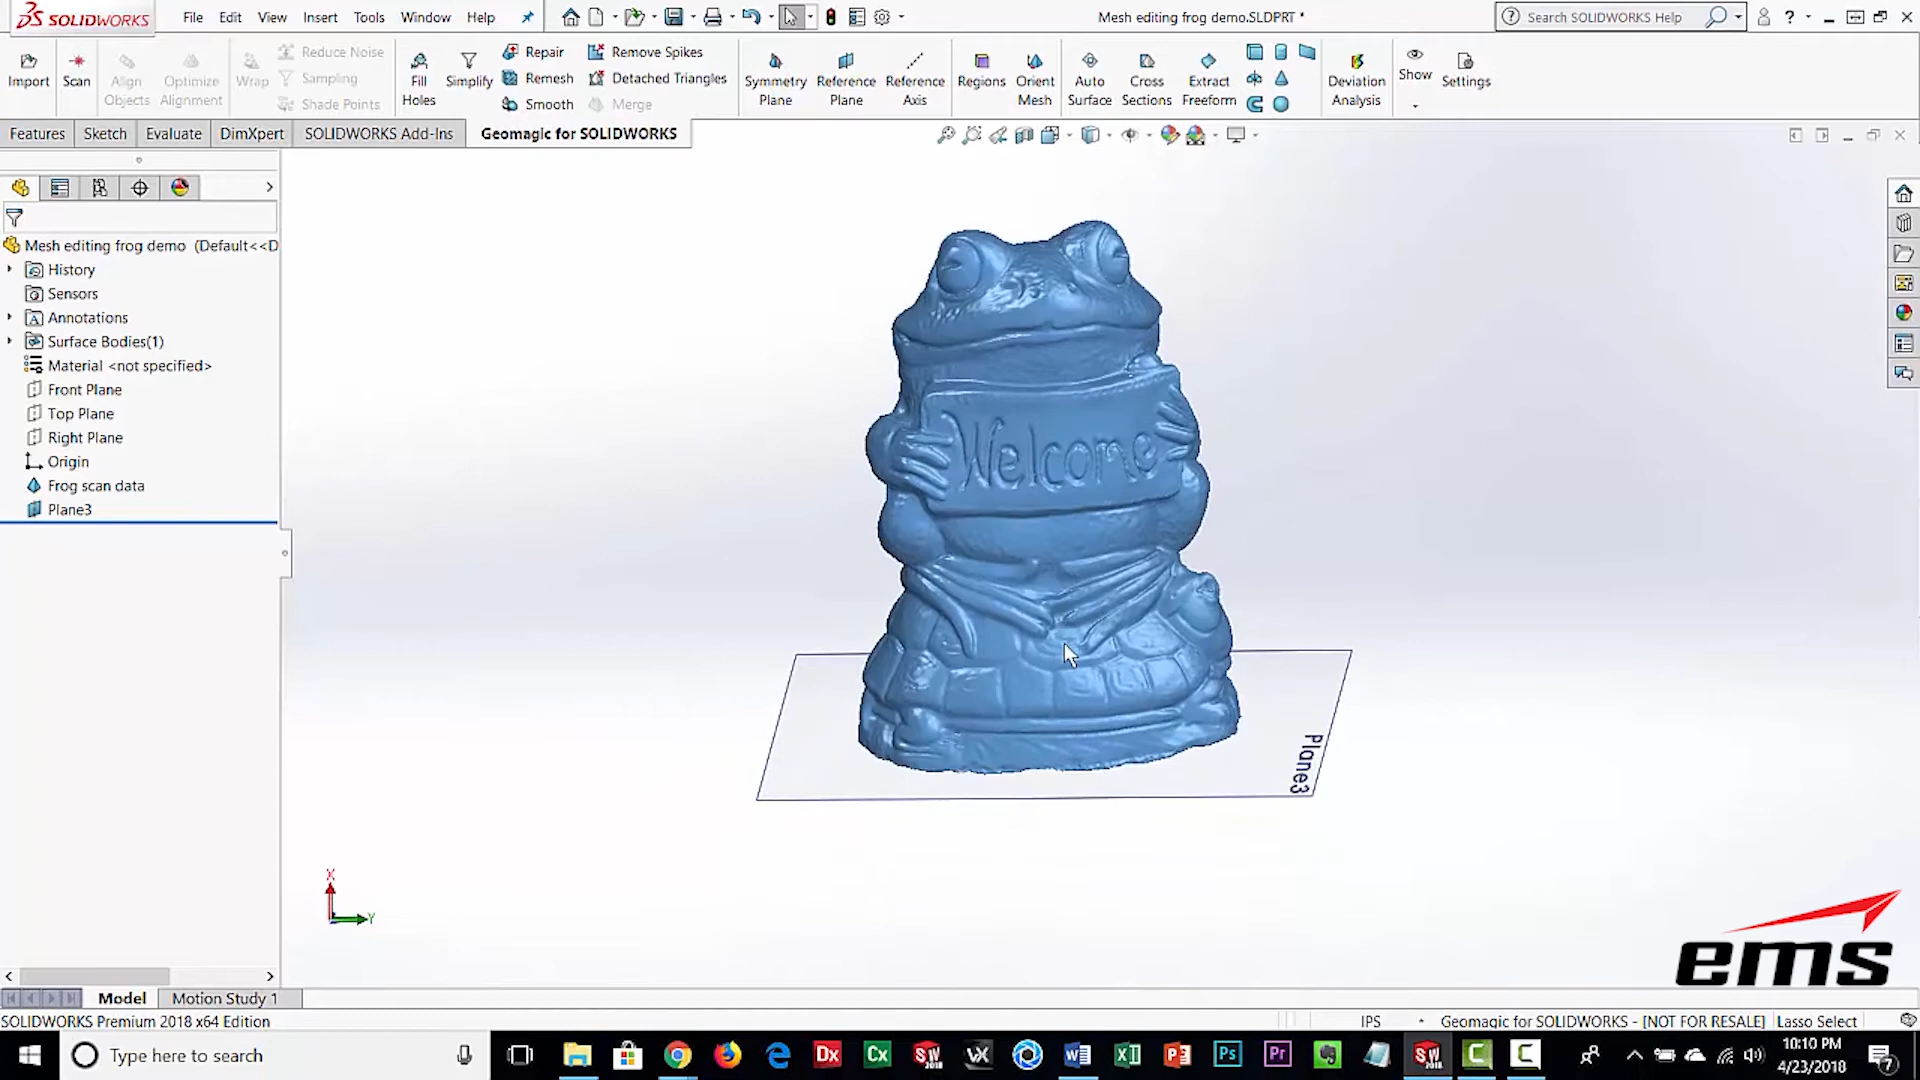 SOLIDWORKS File Edit View Insert Tools Window Help
Mesh editing frog demo.SLDPRT *
Search SOLIDWORKS Help
?
Import
Scan
Align Objects
Optimize Alignment
Wrap
Reduce Noise
Sampling
Shade Points
Fill Holes
Simplify
Repair
Remesh
Smooth
Remove Spikes
Detached Triangles
Merge
Symmetry Plane
Reference Plane
Reference Axis
Regions
Orient Mesh
Auto Surface
Cross Sections
Extract Freeform
Deviation Analysis
Show
Settings
Features Sketch Evaluate DimXpert SOLIDWORKS Add-Ins Geomagic for SOLIDWORKS
Mesh editing frog demo (Default<<D
History
Sensors
Annotations
Surface Bodies(1)
Material <not specified>
Front Plane
Top Plane
Right Plane
Origin
Frog scan data
Plane3
Welcome
Plane3
X
Y
ems
Model Motion Study 1
SOLIDWORKS Premium 2018 x64 Edition
IPS
Geomagic for SOLIDWORKS - [NOT FOR RESALE]
Lasso Select
Type here to search
10:10 PM
4/23/2018